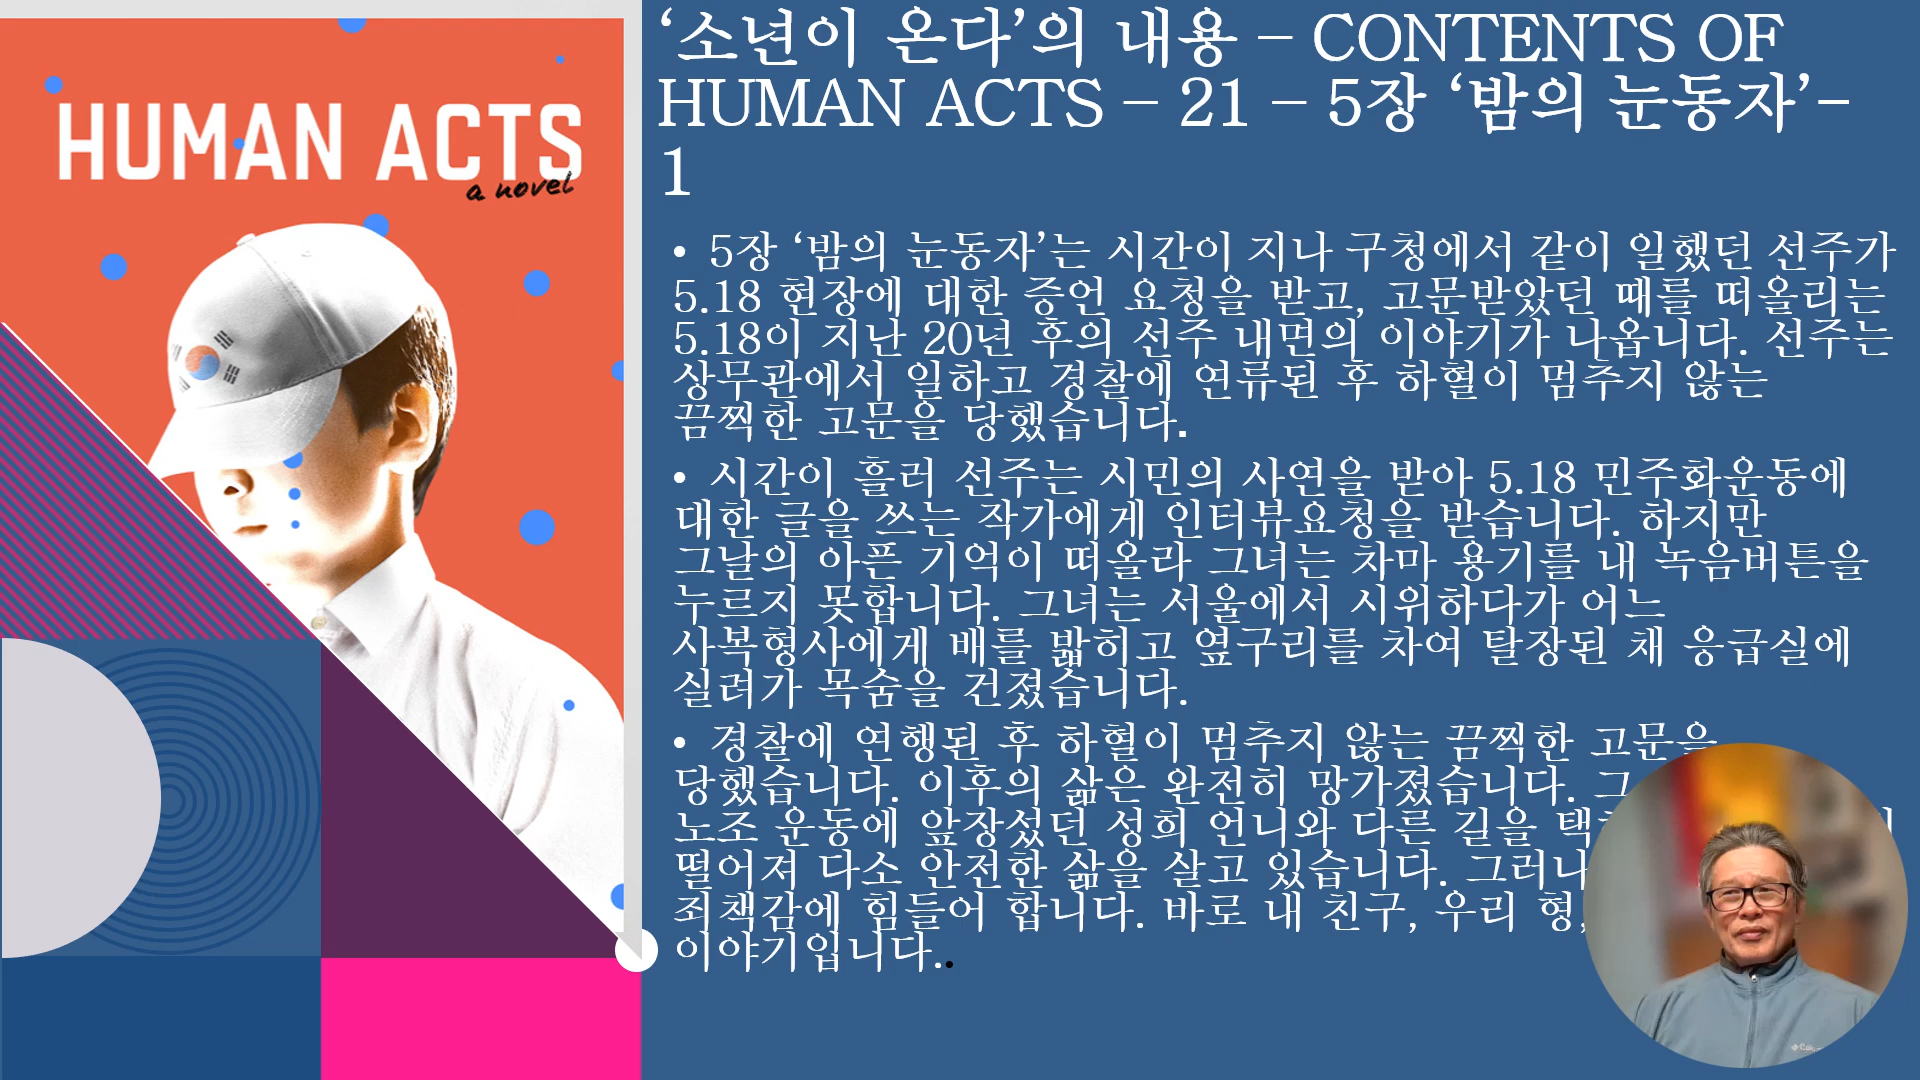 HUMAN ACTS
a novel
‘소년이 온다’의 내용 – CONTENTS OF
HUMAN ACTS – 21 – 5장 ‘밤의 눈동자’–
1
• 5장 ‘밤의 눈동자’는 시간이 지나 구청에서 같이 일했던 선주가
5.18 현장에 대한 증언 요청을 받고, 고문받았던 때를 떠올리는
5.18이 지난 20년 후의 선주 내면의 이야기가 나옵니다. 선주는
상무관에서 일하고 경찰에 연류된 후 하혈이 멈추지 않는
끔찍한 고문을 당했습니다.
• 시간이 흘러 선주는 시민의 사연을 받아 5.18 민주화운동에
대한 글을 쓰는 작가에게 인터뷰요청을 받습니다. 하지만
그날의 아픈 기억이 떠올라 그녀는 차마 용기를 내 녹음버튼을
누르지 못합니다. 그녀는 서울에서 시위하다가 어느
사복형사에게 배를 밟히고 옆구리를 차여 탈장된 채 응급실에
실려가 목숨을 건졌습니다.
• 경찰에 연행된 후 하혈이 멈추지 않는 끔찍한 고문을
당했습니다. 이후의 삶은 완전히 망가졌습니다. 그
노조 운동에 앞장섰던 성희 언니와 다른 길을
떨어져 다소 안전한 삶을 살고 있습니다. 그러나
죄책감에 힘들어 합니다. 바로 내 친구, 우리 형,
이야기입니다..